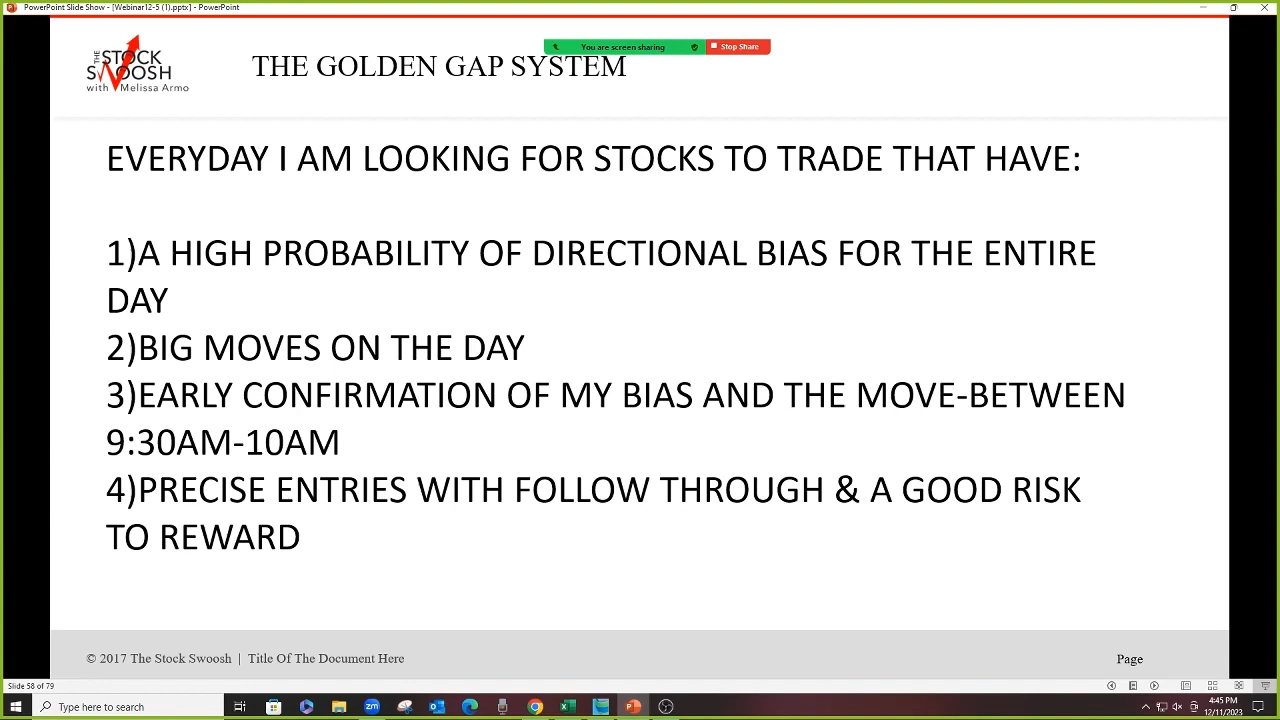 PowerPoint Slide Show - [Webinar12-5 (1).pptx] - PowerPoint
You are screen sharing
Stop Share
THE
STOCK
SWOOSH
with Melissa Armo
THE GOLDEN GAP SYSTEM
EVERYDAY I AM LOOKING FOR STOCKS TO TRADE THAT HAVE:
1)A HIGH PROBABILITY OF DIRECTIONAL BIAS FOR THE ENTIRE
DAY
2)BIG MOVES ON THE DAY
3)EARLY CONFIRMATION OF MY BIAS AND THE MOVE-BETWEEN
9:30AM-10AM
4)PRECISE ENTRIES WITH FOLLOW THROUGH & A GOOD RISK
TO REWARD
© 2017 The Stock Swoosh | Title Of The Document Here
Page
Slide 58 of 79
Type here to search
zm
4:45 PM
12/11/2023